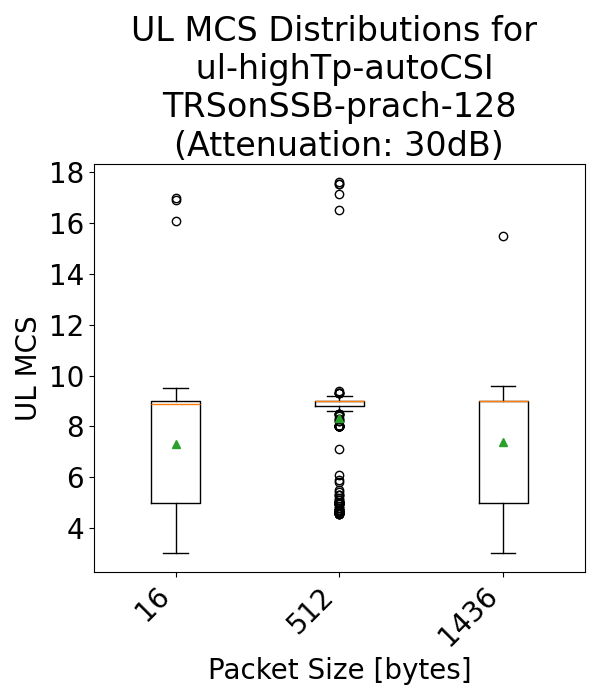 UL MCS Distributions for
ul-highTp-autoCSI
TRSonSSB-prach-128
(Attenuation: 30dB)
18
16
14
12
10
8
6
4
UL MCS
16
512
1436
Packet Size [bytes]